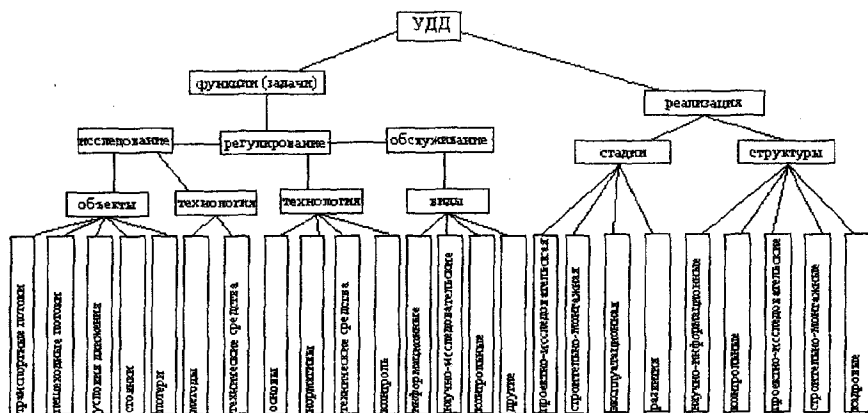 УДД
функции (задачи)
реализация
исследование
регулирование
обслуживание
стадии
структуры
объекты
технология
технология
виды
транспортные потоки
пешеходные потоки
условия движения
стоянки
потери
методы
технические средства
основы
нормативы
технические средства
контроль
информационные
научно-исследовательские
контрольные
другие
проектно-исследовательская
строительно-монтажная
эксплуатационная
развития
научно-информационные
контрольные
проектно-исследовательские
строительно-монтажные
кадровые